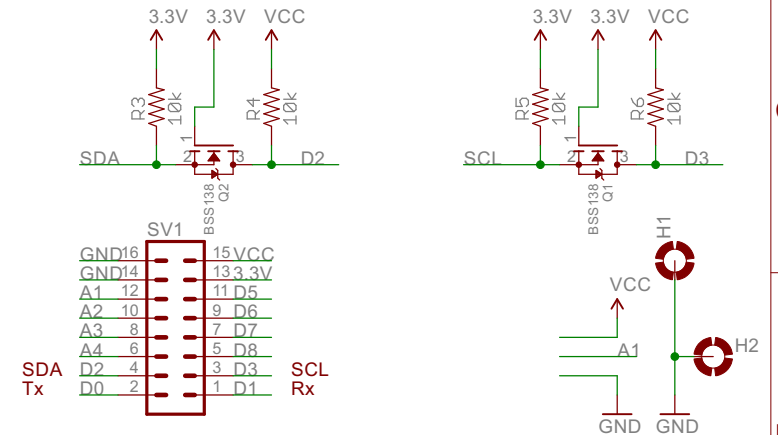 3.3V 3.3V VCC 3.3V 3.3V VCC
R3 10k R4 10k R5 10k R6 10k
1 1
SDA 2 3 D2 SCL 2 3 D3
BSS138 Q2 BSS138 Q1
SV1 H1
GND 16 15 VCC
GND 14 13 3.3V
A1 12 11 D5 VCC
A2 10 9 D6
A3 8 7 D7 H2
A4 6 5 D8 A1
SDA D2 4 3 D3 SCL
Tx D0 2 1 D1 Rx
GND GND